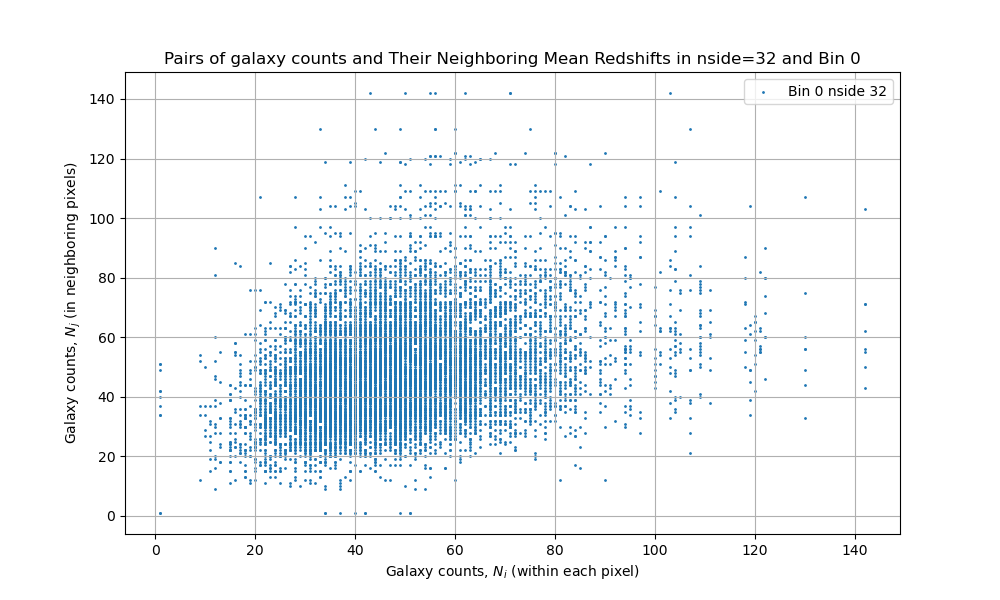 Pairs of galaxy counts and Their Neighboring Mean Redshifts in nside=32 and Bin 0
Bin 0 nside 32
Galaxy counts, N_j (in neighboring pixels)
140
120
100
80
60
40
20
0
0 20 40 60 80 100 120 140
Galaxy counts, N_i (within each pixel)